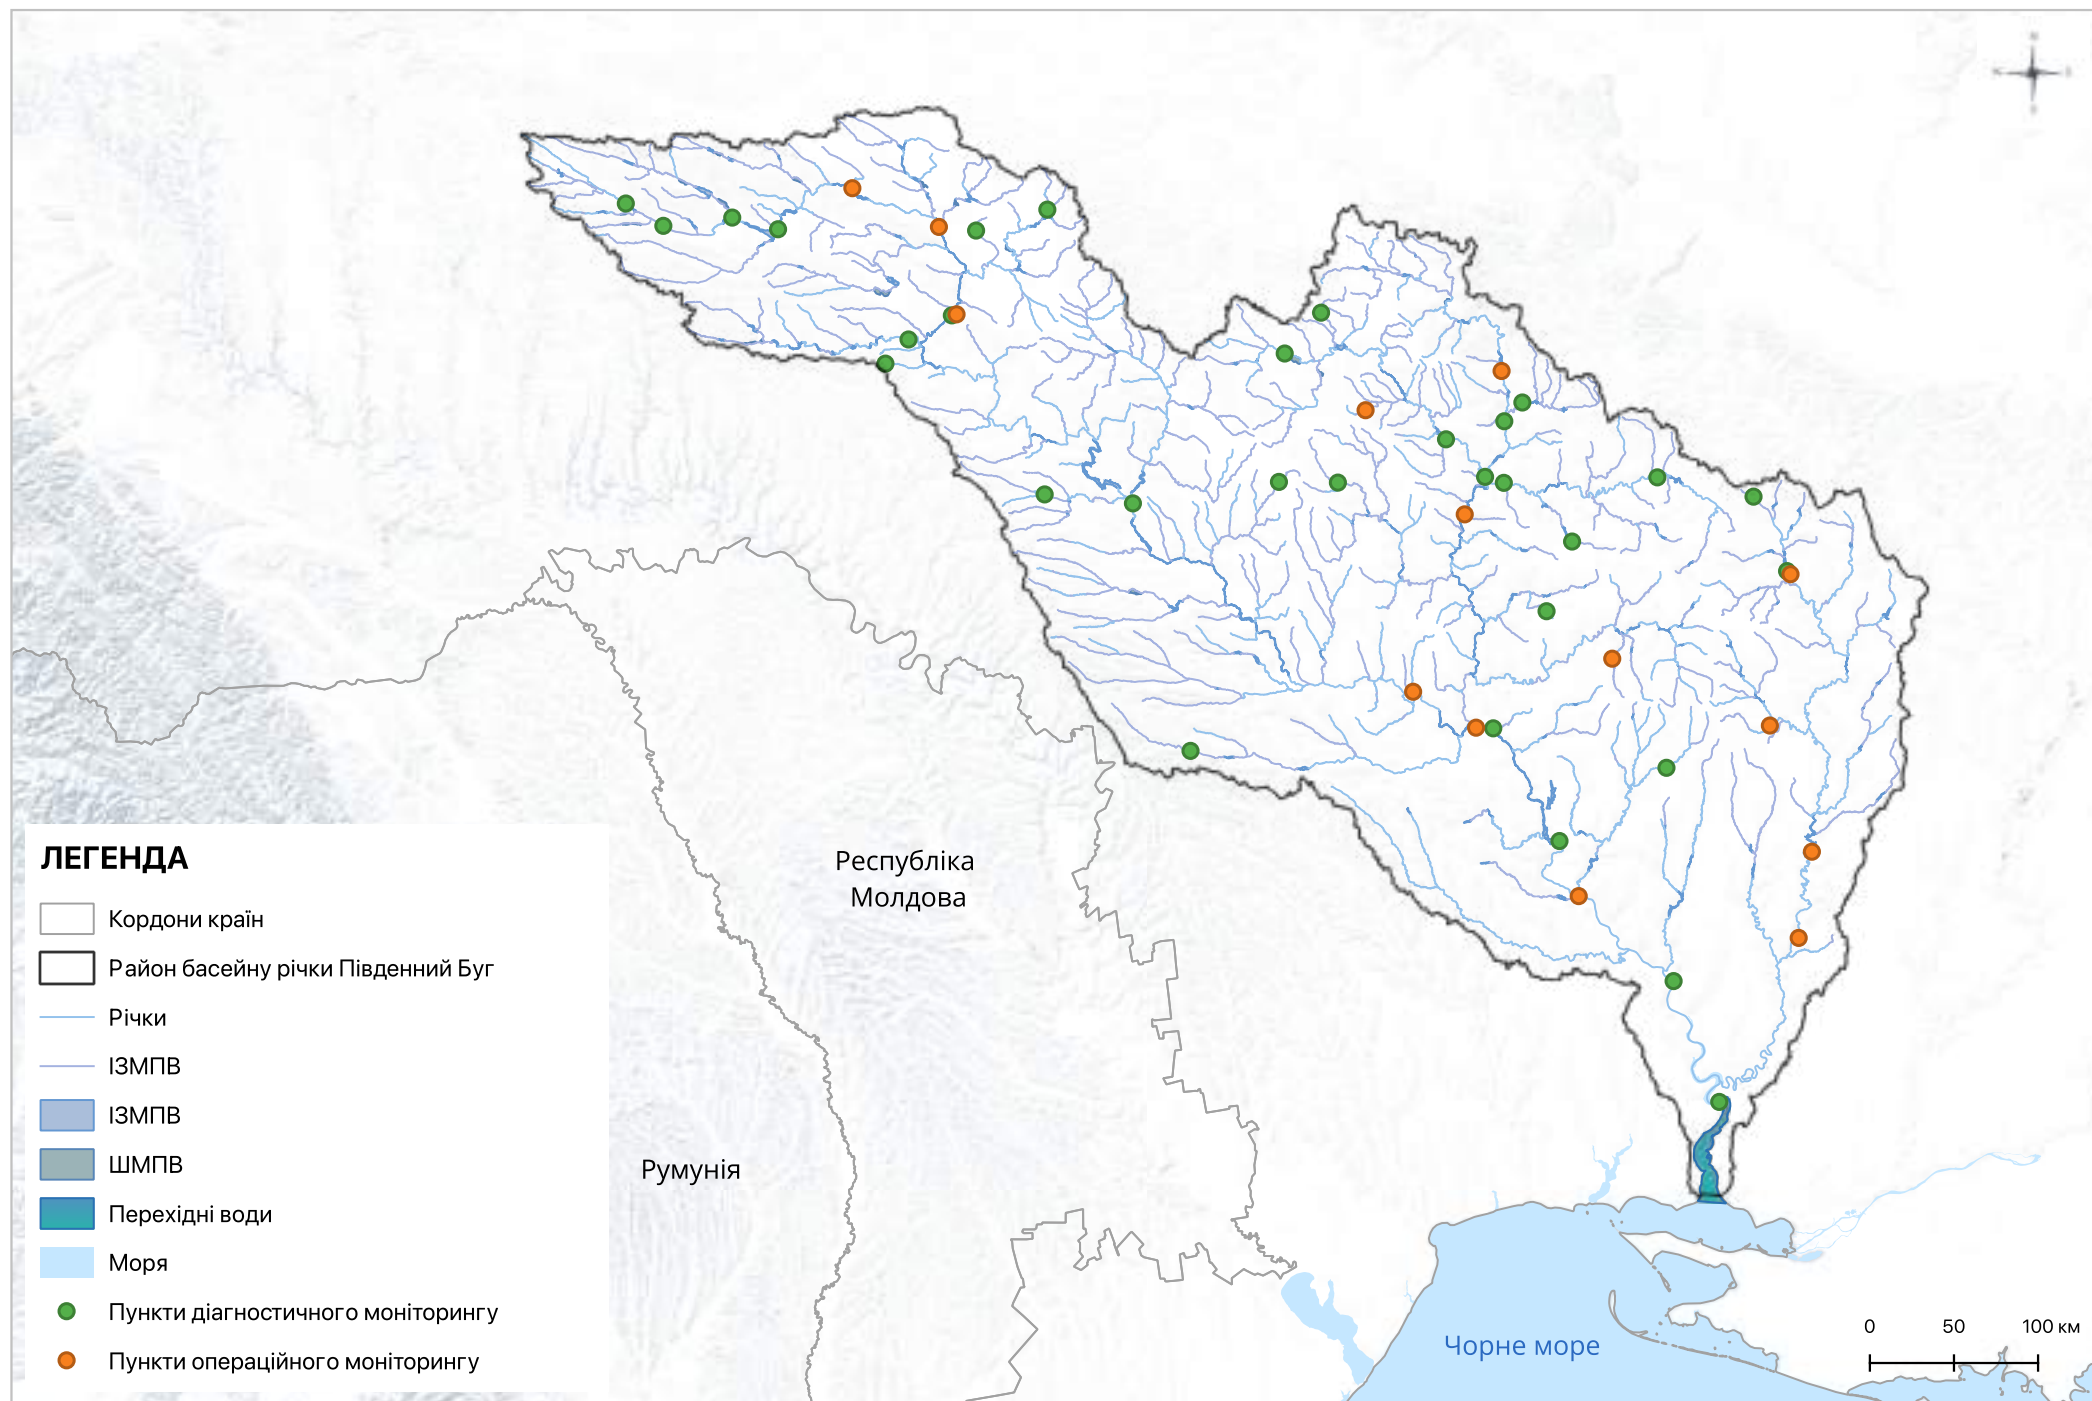 Республіка
Молдова
Румунія
Чорне море
ЛЕГЕНДА
Кордони країн
Район басейну річки Південний Буг
Річки
ІЗМПВ
ІЗМПВ
ШМПВ
Перехідні води
Моря
Пункти діагностичного моніторингу
Пункти операційного моніторингу
0 50 100 км